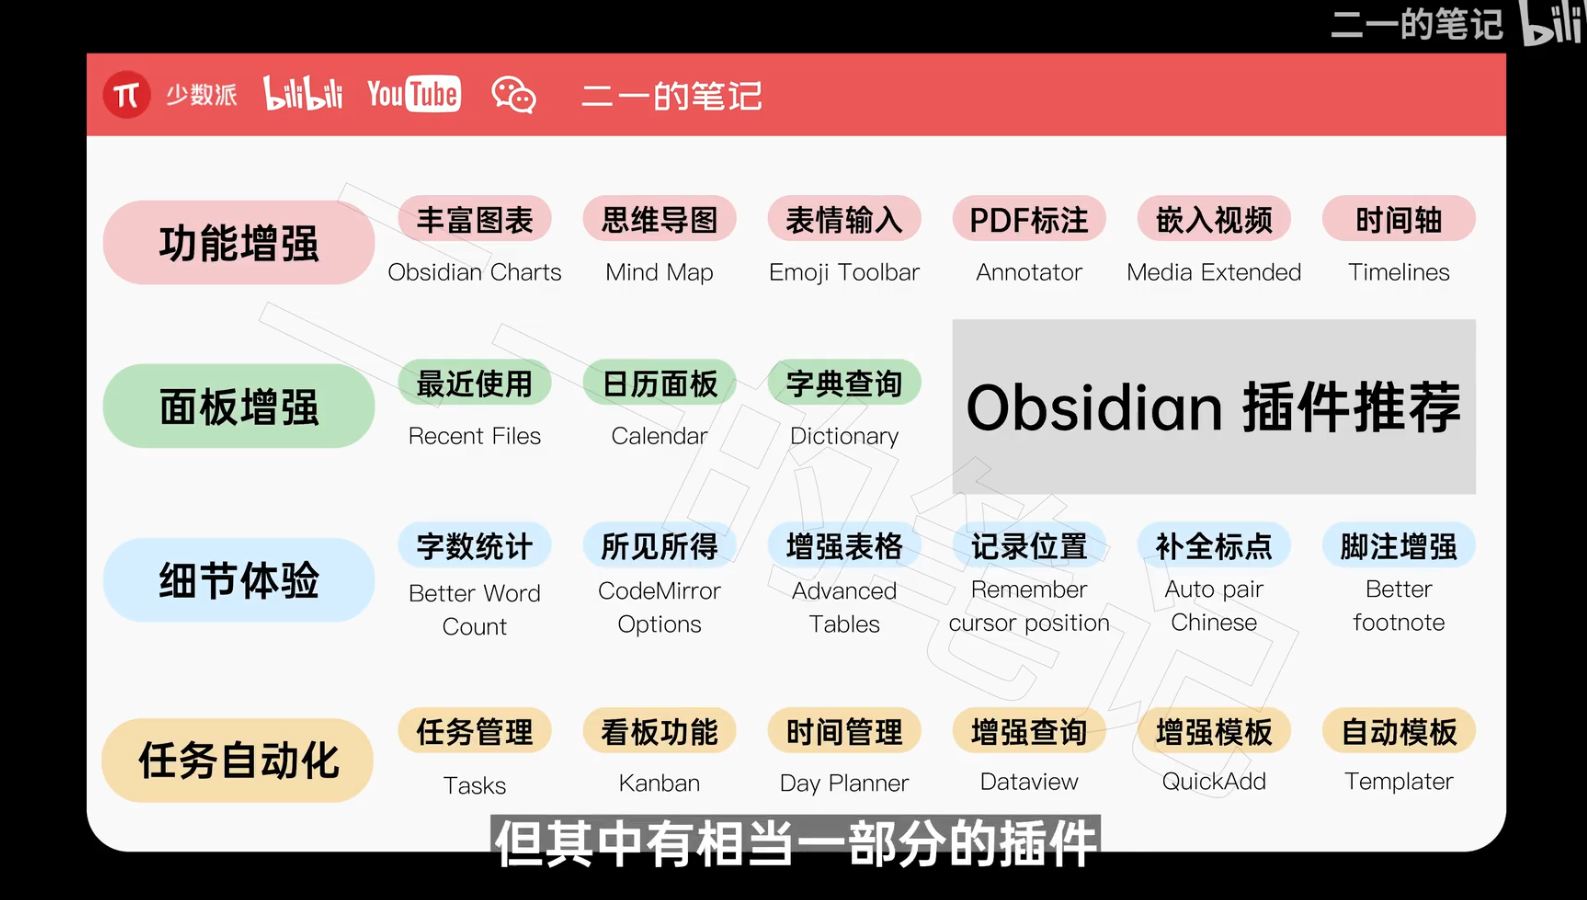 二一的笔记 bili
π 少数派 bilibili YouTube 二一的笔记
功能增强
丰富图表 思维导图 表情输入 PDF标注 嵌入视频 时间轴
Obsidian Charts Mind Map Emoji Toolbar Annotator Media Extended Timelines
面板增强
最近使用 日历面板 字典查询
Recent Files Calendar Dictionary
Obsidian 插件推荐
细节体验
字数统计 所见所得 增强表格 记录位置 补全标点 脚注增强
Better Word CodeMirror Advanced Remember Auto pair Better
Count Options Tables cursor position Chinese footnote
任务自动化
任务管理 看板功能 时间管理 增强查询 增强模板 自动模板
Tasks Kanban Day Planner Dataview QuickAdd Templater
二一的笔记
但其中有相当一部分的插件